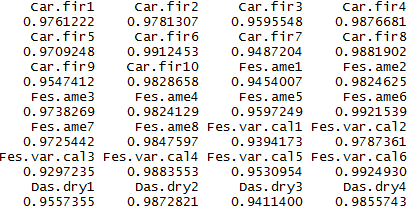 Car.fir1 Car.fir2 Car.fir3 Car.fir4
0.9761222 0.9781307 0.9595548 0.9876681
Car.fir5 Car.fir6 Car.fir7 Car.fir8
0.9709248 0.9912453 0.9487204 0.9881902
Car.fir9 Car.fir10 Fes.ame1 Fes.ame2
0.9547412 0.9828658 0.9454007 0.9824625
Fes.ame3 Fes.ame4 Fes.ame5 Fes.ame6
0.9738269 0.9824129 0.9597249 0.9921539
Fes.ame7 Fes.ame8 Fes.var.cal1 Fes.var.cal2
0.9725442 0.9847597 0.9394173 0.9787361
Fes.var.cal3 Fes.var.cal4 Fes.var.cal5 Fes.var.cal6
0.9297235 0.9883553 0.9530954 0.9924930
Das.dry1 Das.dry2 Das.dry3 Das.dry4
0.9557355 0.9872821 0.9411400 0.9855743